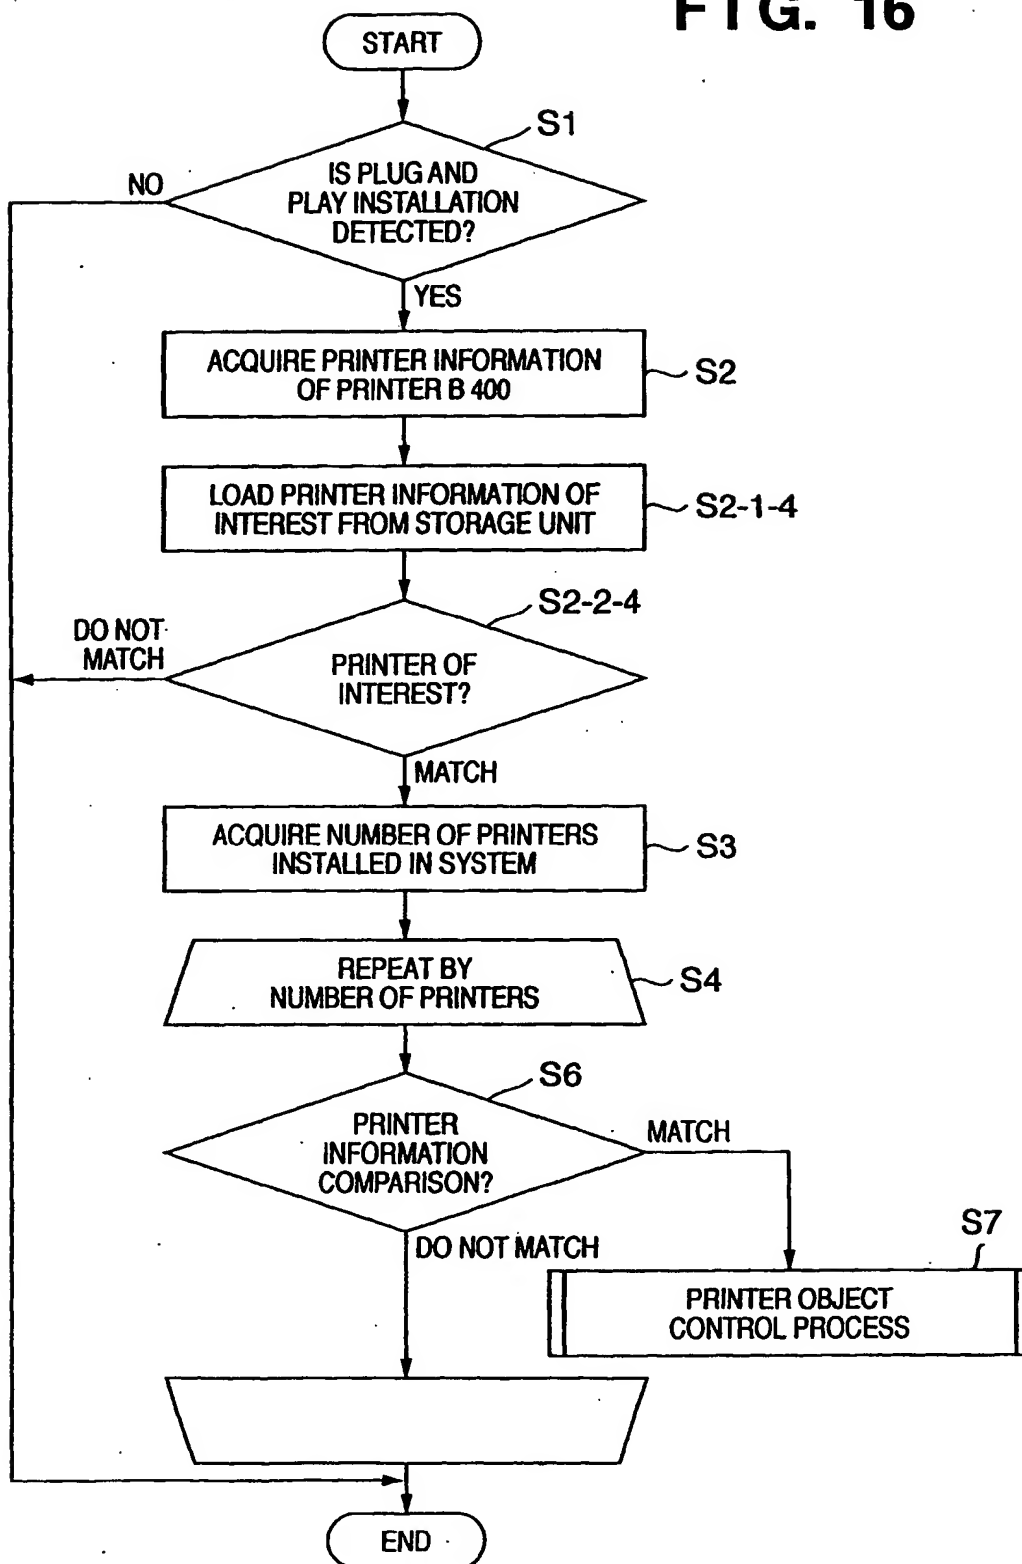 FIG. 16
START
S1
IS PLUG AND
PLAY INSTALLATION
DETECTED?
NO
YES
ACQUIRE PRINTER INFORMATION
OF PRINTER B 400
S2
LOAD PRINTER INFORMATION OF
INTEREST FROM STORAGE UNIT
S2-1-4
S2-2-4
DO NOT
MATCH
PRINTER OF
INTEREST?
MATCH
ACQUIRE NUMBER OF PRINTERS
INSTALLED IN SYSTEM
S3
REPEAT BY
NUMBER OF PRINTERS
S4
S6
PRINTER
INFORMATION
COMPARISON?
MATCH
DO NOT MATCH
S7
PRINTER OBJECT
CONTROL PROCESS
END